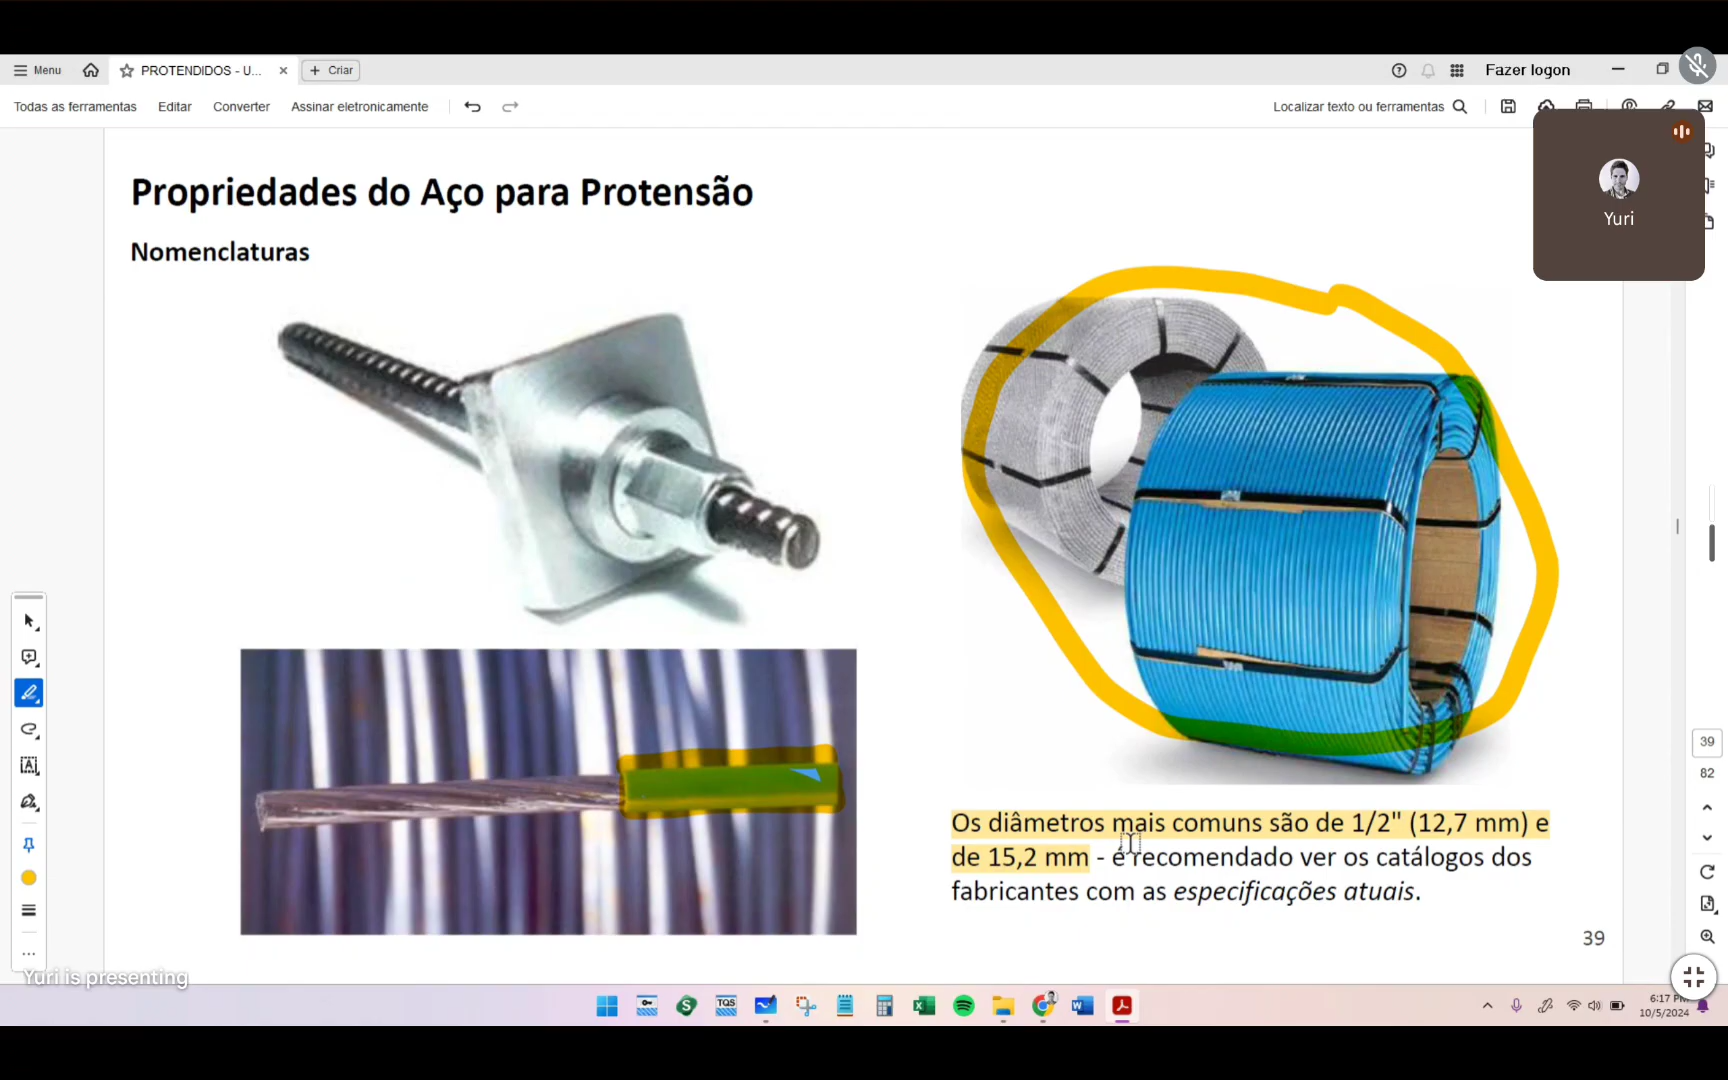 Menu
PROTENDIDOS - U...
Criar
Fazer logon
Todas as ferramentas
Editar
Converter
Assinar eletronicamente
Localizar texto ou ferramentas
Propriedades do Aço para Protensão
Nomenclaturas
Yuri
Os diâmetros mais comuns são de 1/2" (12,7 mm) e
de 15,2 mm - é recomendado ver os catálogos dos
fabricantes com as especificações atuais.
39
39
82
Yuri is presenting
TQS
6:17 PM
10/5/2024